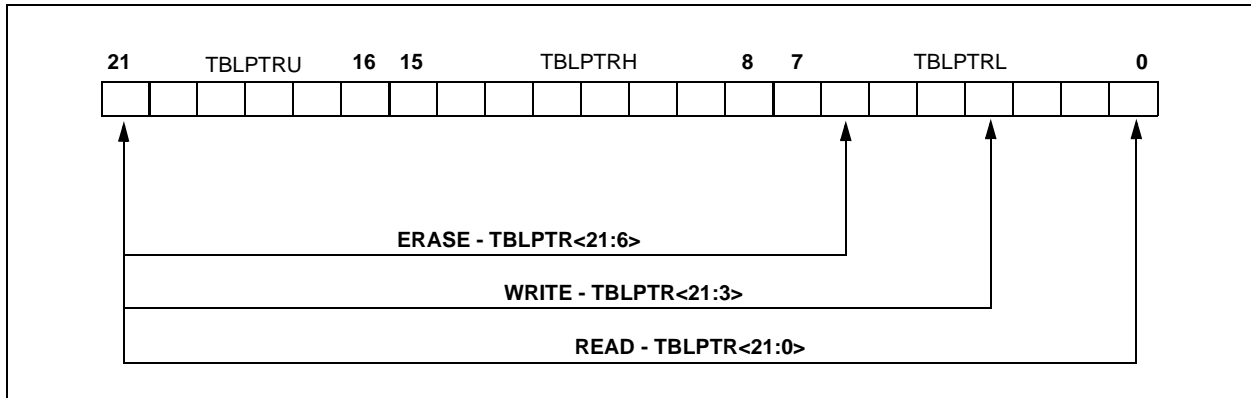 21 TBLPTRU 16 15 TBLPTRH 8 7 TBLPTRL 0
ERASE - TBLPTR<21:6>
WRITE - TBLPTR<21:3>
READ - TBLPTR<21:0>